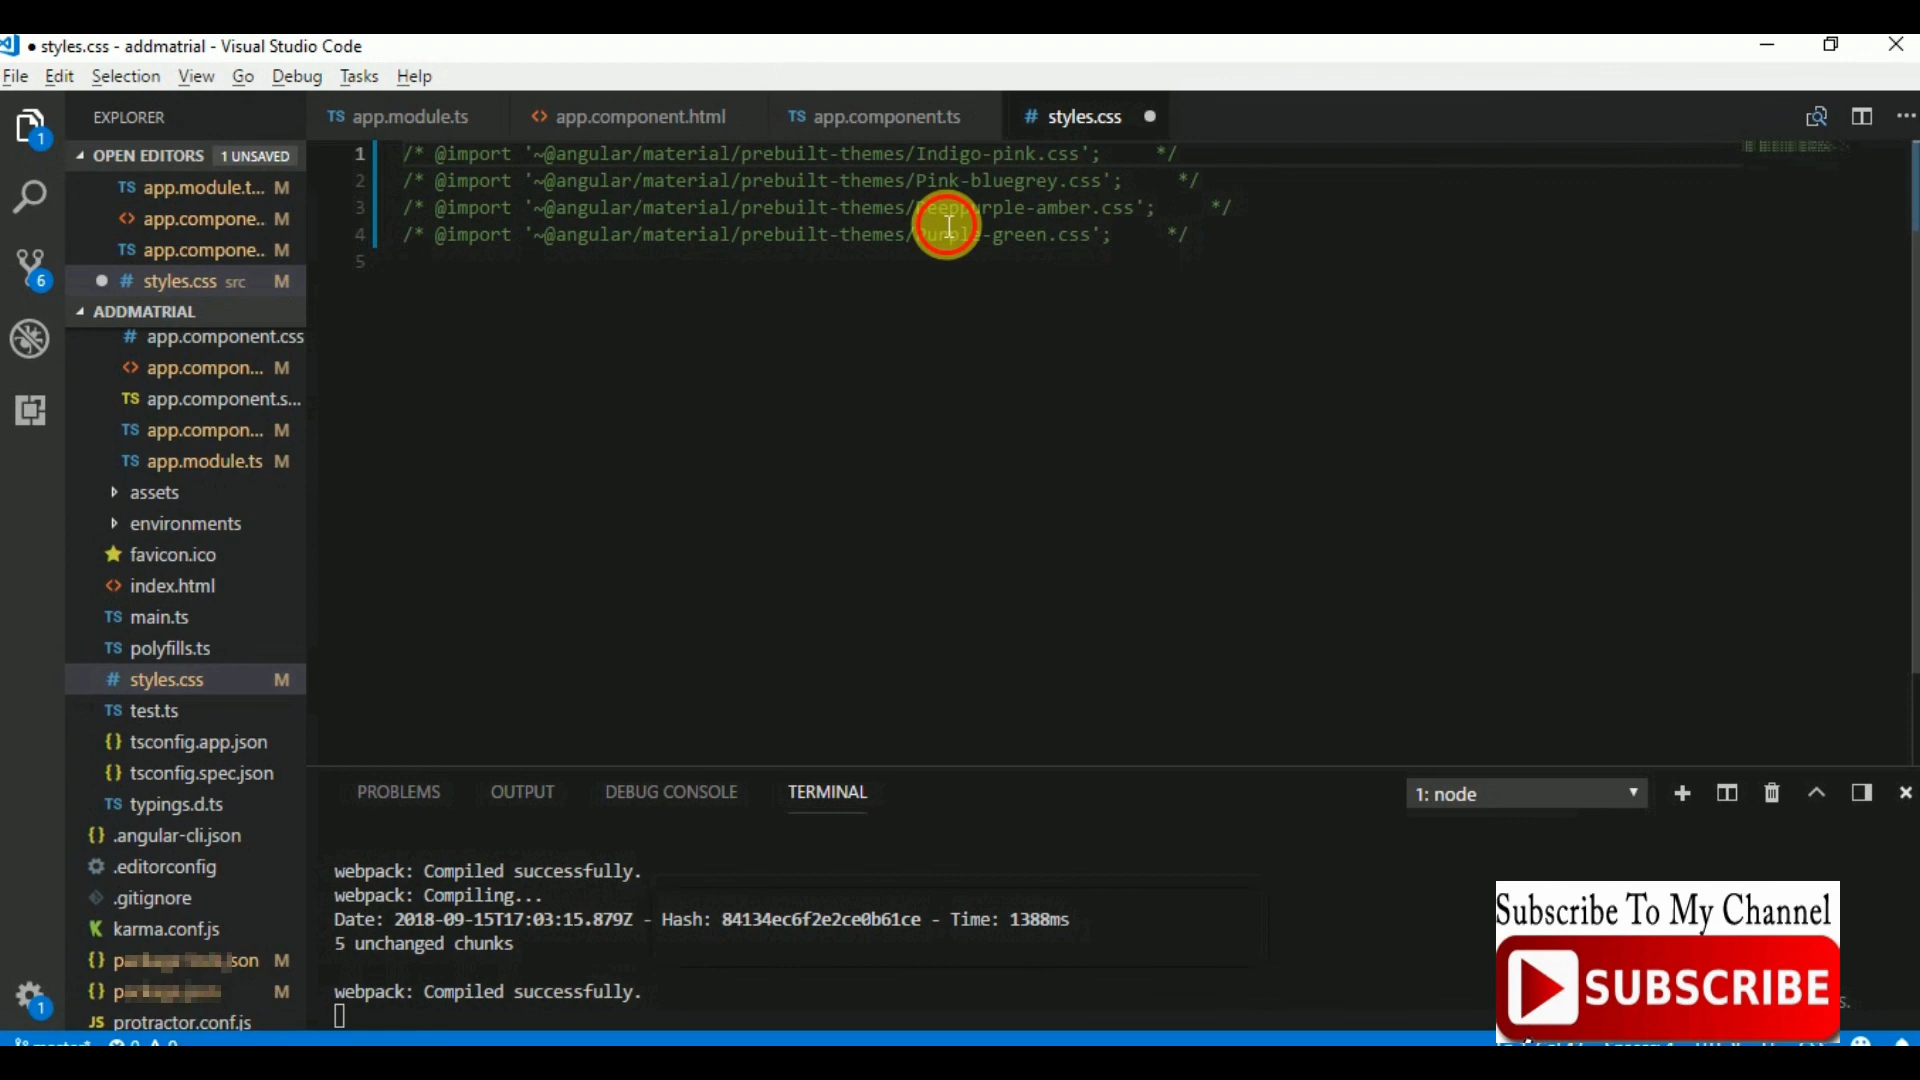 ● styles.css - addmatrial - Visual Studio Code
File Edit Selection View Go Debug Tasks Help
EXPLORER
TS app.module.ts <> app.component.html TS app.component.ts # styles.css ●
OPEN EDITORS 1 UNSAVED
TS app.module.t... M
<> app.compone.. M
TS app.compone.. M
● # styles.css src M
ADDMATRIAL
# app.component.css
<> app.compon... M
TS app.component.s...
TS app.compon... M
TS app.module.ts M
assets
environments
favicon.ico
<> index.html
TS main.ts
TS polyfills.ts
# styles.css M
TS test.ts
{} tsconfig.app.json
{} tsconfig.spec.json
TS typings.d.ts
{} .angular-cli.json
.editorconfig
.gitignore
K karma.conf.js
{} M
{} M
JS protractor.conf.js
1
6
1
1 /* @import '~@angular/material/prebuilt-themes/Indigo-pink.css'; */
2 /* @import '~@angular/material/prebuilt-themes/Pink-bluegrey.css'; */
3 /* @import '~@angular/material/prebuilt-themes/Deeppurple-amber.css'; */
4 /* @import '~@angular/material/prebuilt-themes/Purple-green.css'; */
5
PROBLEMS OUTPUT DEBUG CONSOLE TERMINAL
1: node
webpack: Compiled successfully.
webpack: Compiling...
Date: 2018-09-15T17:03:15.879Z - Hash: 84134ec6f2e2ce0b61ce - Time: 1388ms
5 unchanged chunks
webpack: Compiled successfully.
Subscribe To My Channel
SUBSCRIBE